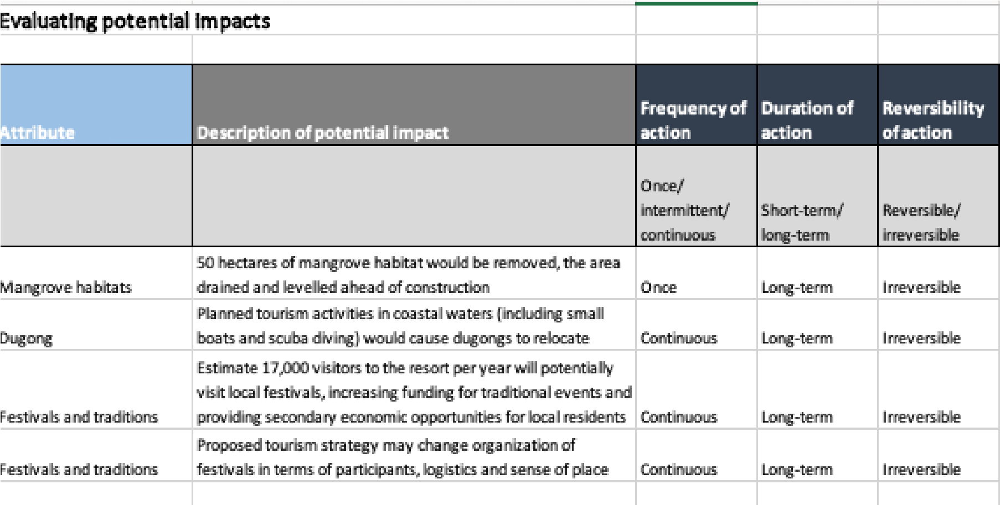 Evaluating potential impacts
Attribute
Description of potential impact
Frequency of
action
Duration of
action
Reversibility
of action
Once/
intermittent/
continuous
Short-term/
long-term
Reversible/
irreversible
Mangrove habitats
50 hectares of mangrove habitat would be removed, the area
drained and levelled ahead of construction
Once
Long-term
Irreversible
Dugong
Planned tourism activities in coastal waters (including small
boats and scuba diving) would cause dugongs to relocate
Continuous
Long-term
Irreversible
Festivals and traditions
Estimate 17,000 visitors to the resort per year will potentially
visit local festivals, increasing funding for traditional events and
providing secondary economic opportunities for local residents
Continuous
Long-term
Irreversible
Festivals and traditions
Proposed tourism strategy may change organization of
festivals in terms of participants, logistics and sense of place
Continuous
Long-term
Irreversible